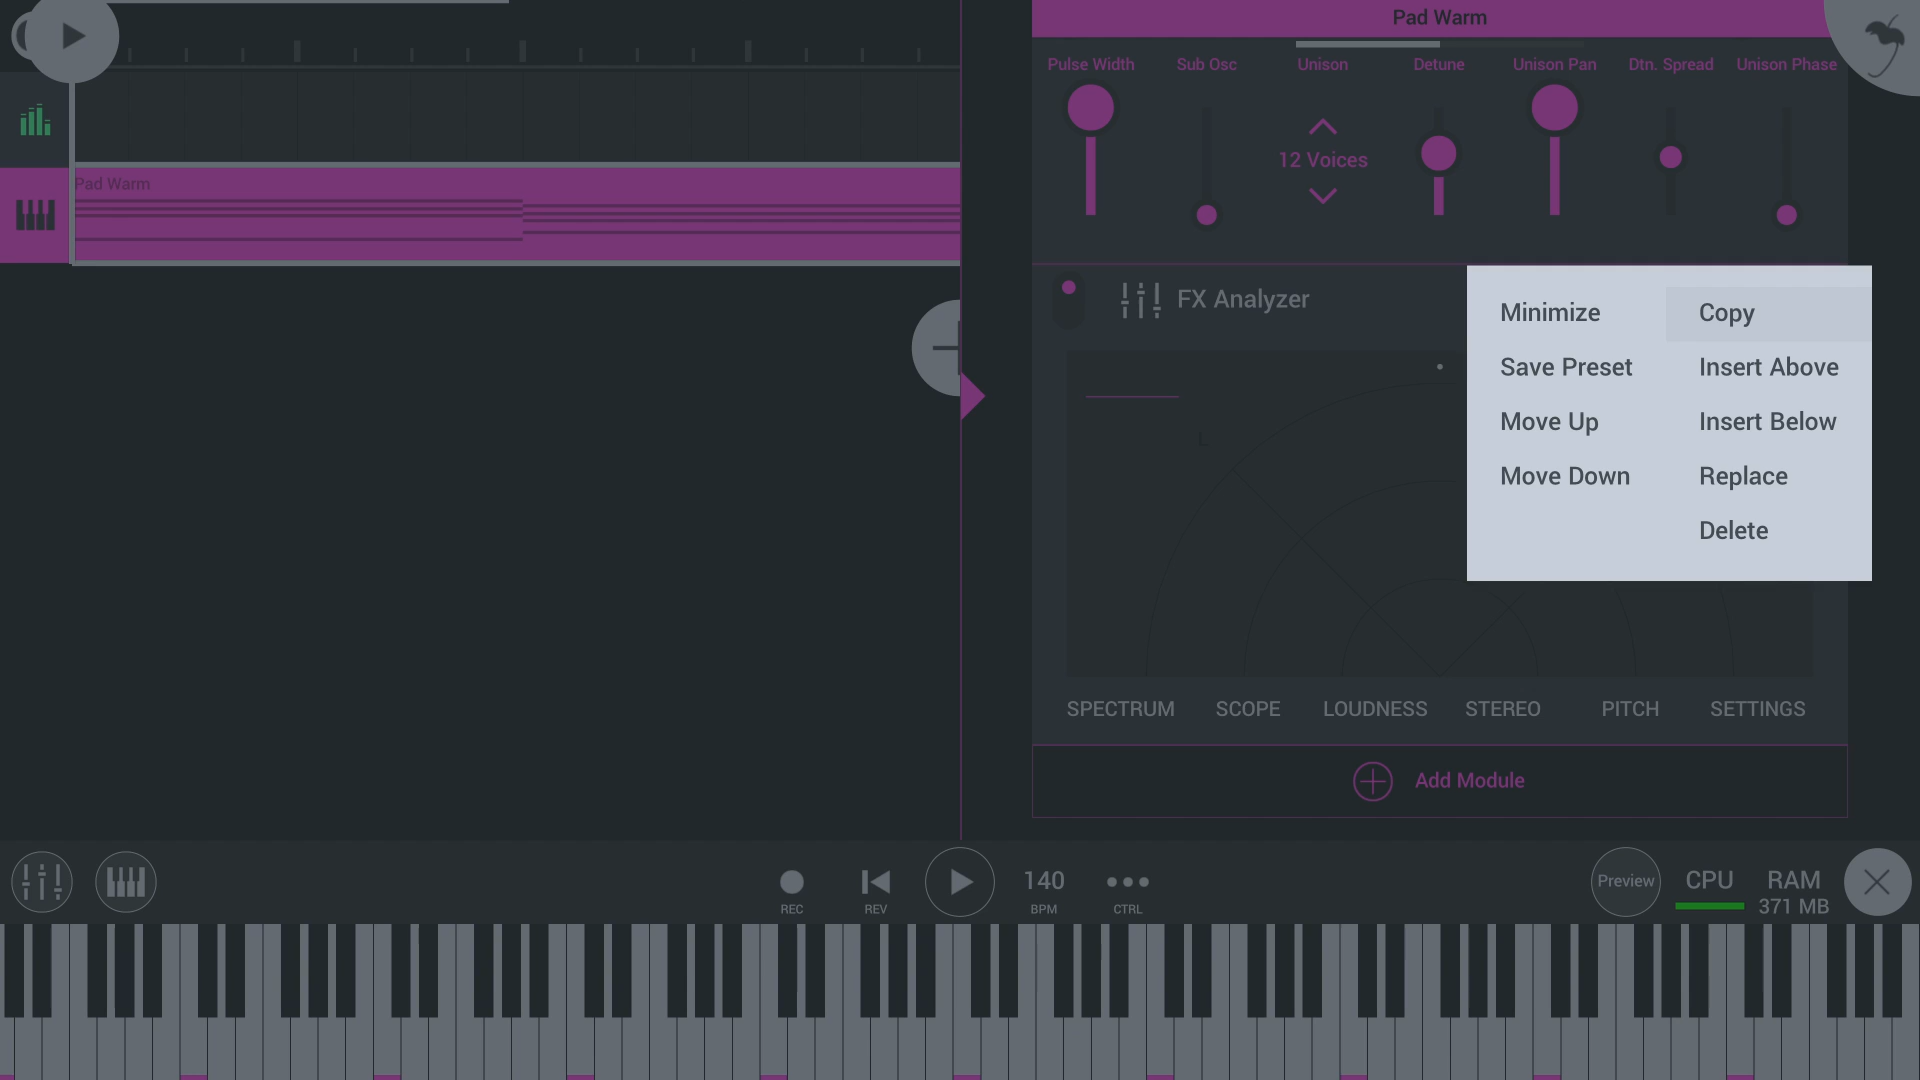 Pad Warm
Pulse Width
Sub Osc
Unison
Detune
Unison Pan
Dtn. Spread
Unison Phase
12 Voices
Pad Warm
FX Analyzer
Minimize
Save Preset
Move Up
Move Down
Copy
Insert Above
Insert Below
Replace
Delete
L
SPECTRUM
SCOPE
LOUDNESS
STEREO
PITCH
SETTINGS
Add Module
REC
REV
140
BPM
CTRL
Preview
CPU
RAM
371 MB